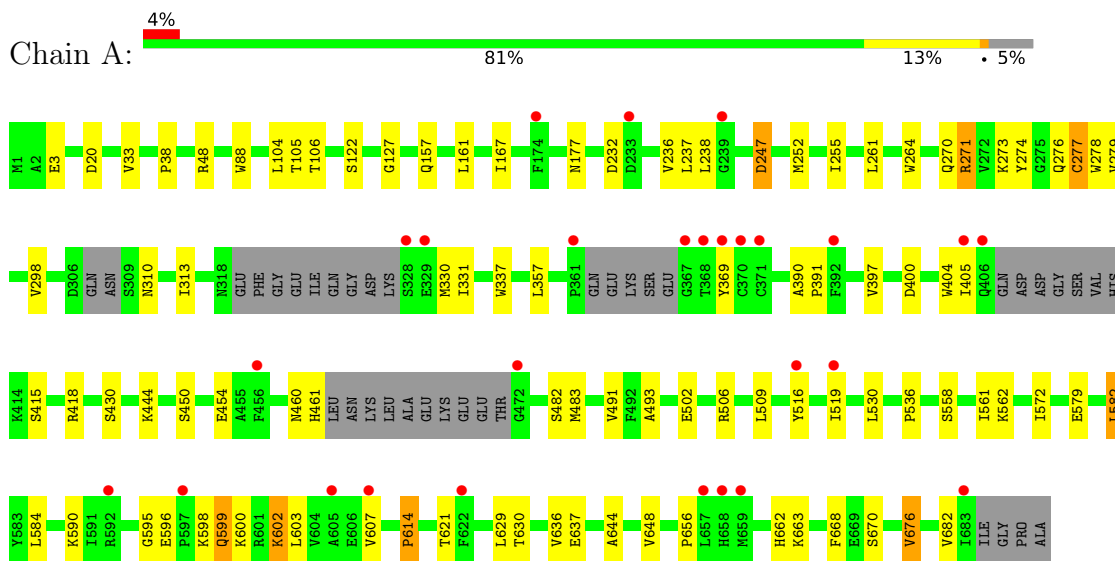 4%
Chain A:
81% 13% • 5%
M1 A2 E3 D20 V33 P38 R48 W88 L104 T105 T106 S122 G127 Q157 L161 I167 F174 N177 D232 D233 V236 L237 L238 G239 D247 M252 I255 L261 W264 Q270 R271 V272 K273 Y274 G275 Q276 C277 W278
V298 D306 GLN ASN S309 N310 I313 N318 GLU PHE GLY GLU ILE GLN GLY ASP LYS S328 E329 M330 I331 W337 L357 P361 GLN GLU LYS SER GLU G367 T368 Y369 C370 C371 A390 P391 F392 V397 D400 W404 I405 Q406 GLN ASP ASP GLY SER VAL HIS
K414 S415 R418 S430 K444 S450 E454 A455 F456 N460 H461 LEU ASN LYS LEU ALA GLU LYS GLU GLU THR G472 S482 M483 V491 F492 A493 E502 R506 L509 Y516 I519 L530 P536 S558 I561 K562 I572 E579 L582
Y583 L584 K590 I591 R592 G595 E596 P597 K598 Q599 K600 R601 K602 L603 V604 A605 E606 V607 P614 T621 F622 L629 T630 V636 E637 A644 V648 P656 L657 H658 M659 H662 K663 F668 E669 S670 V676 V682 I683 ILE GLY PRO ALA